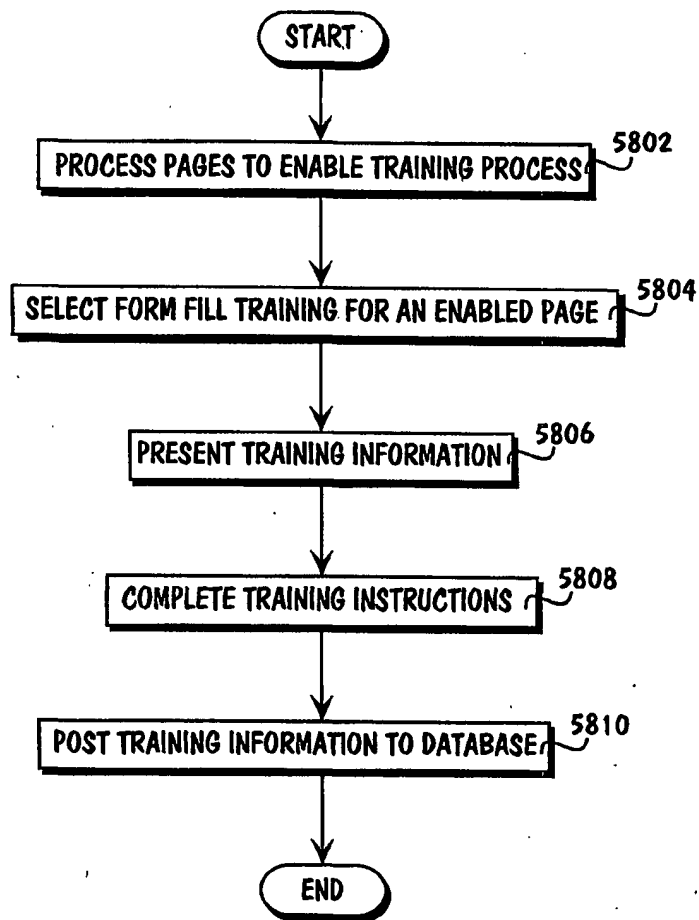 START
PROCESS PAGES TO ENABLE TRAINING PROCESS
5802
SELECT FORM FILL TRAINING FOR AN ENABLED PAGE
5804
PRESENT TRAINING INFORMATION
5806
COMPLETE TRAINING INSTRUCTIONS
5808
POST TRAINING INFORMATION TO DATABASE
5810
END